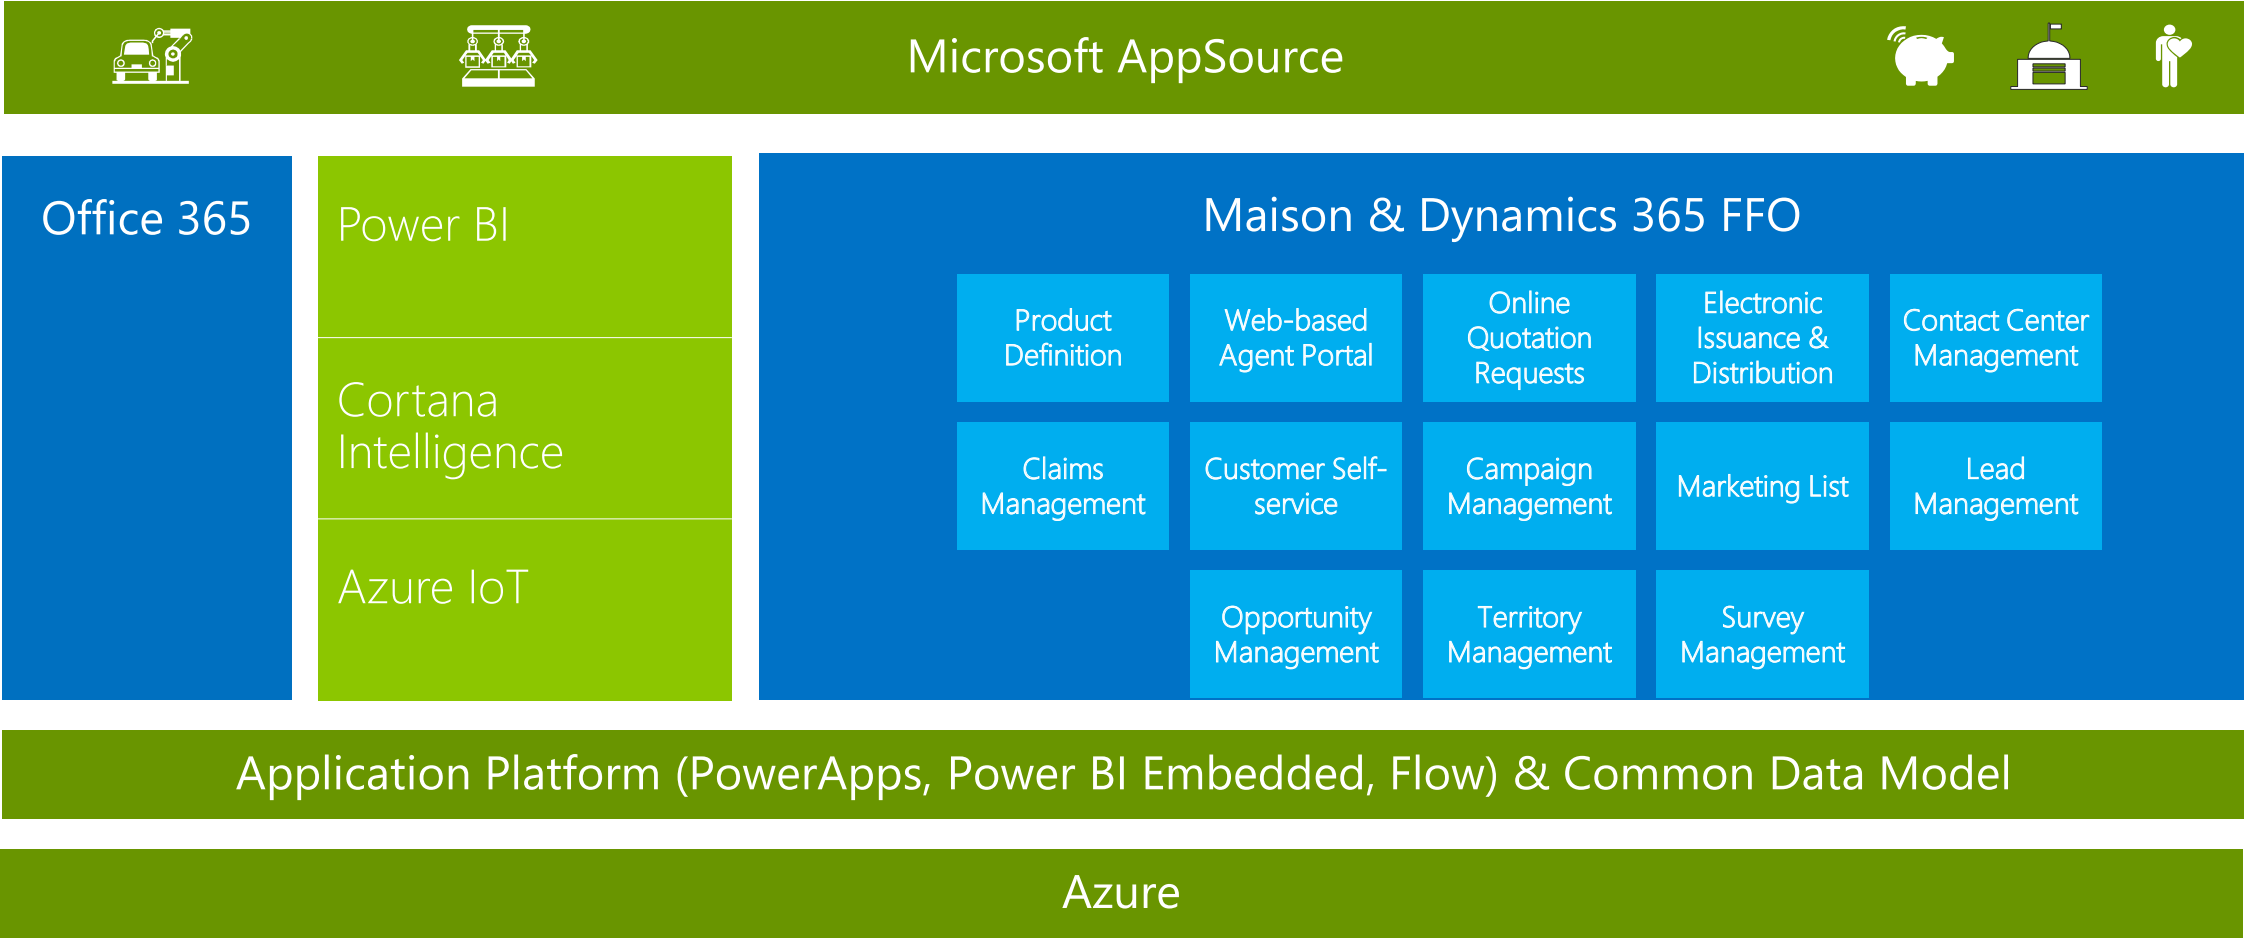 Microsoft AppSource
Office 365
Power BI
Cortana
Intelligence
Azure IoT
Maison & Dynamics 365 FFO
Product
Definition
Web-based
Agent Portal
Online
Quotation
Requests
Electronic
Issuance &
Distribution
Contact Center
Management
Claims
Management
Customer Self-
service
Campaign
Management
Marketing List
Lead
Management
Opportunity
Management
Territory
Management
Survey
Management
Application Platform (PowerApps, Power BI Embedded, Flow) & Common Data Model
Azure